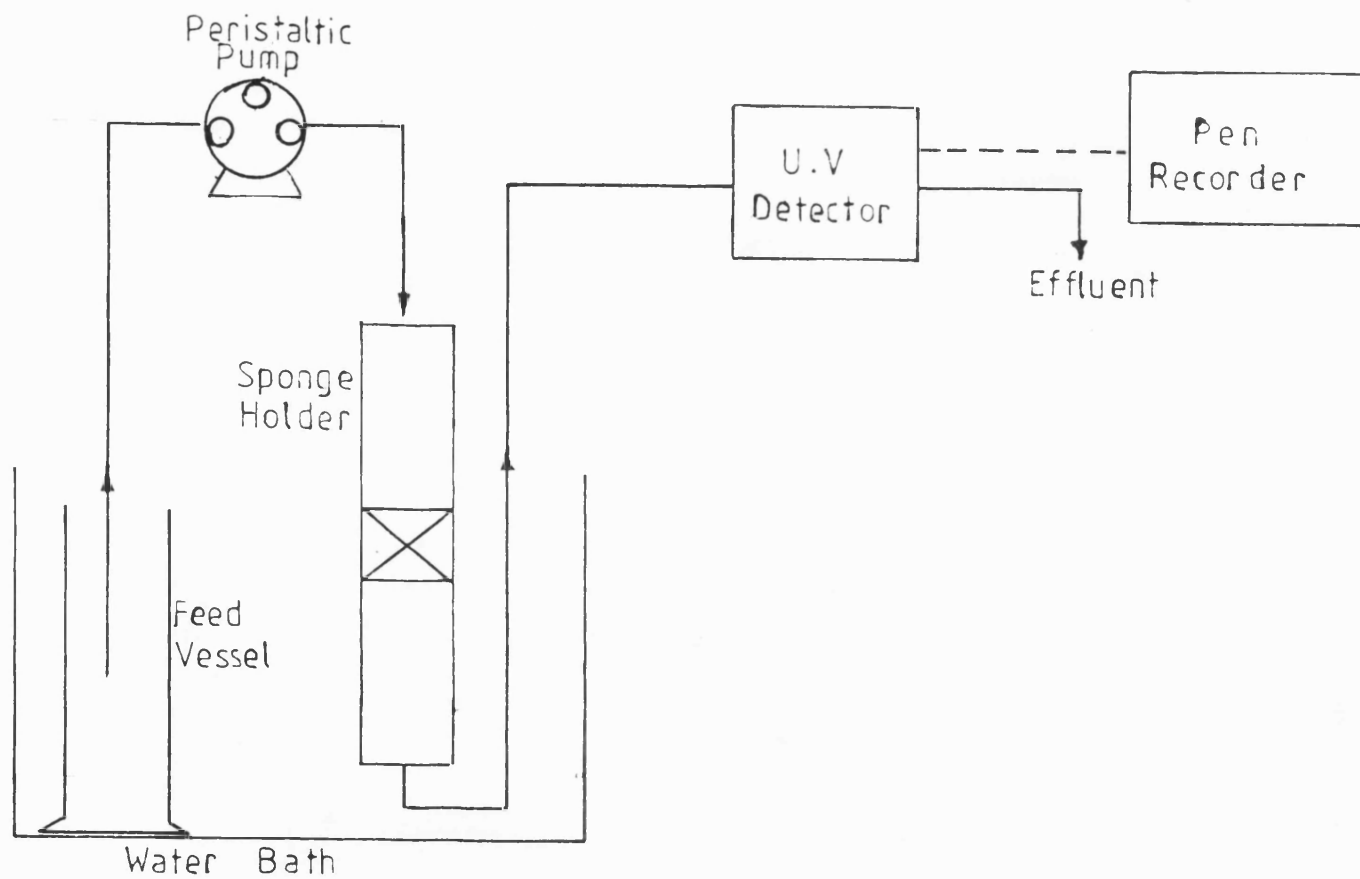 Peristaltic
Pump
U.V
Detector
Pen
Recorder
Effluent
Sponge
Holder
Feed
Vessel
Water Bath